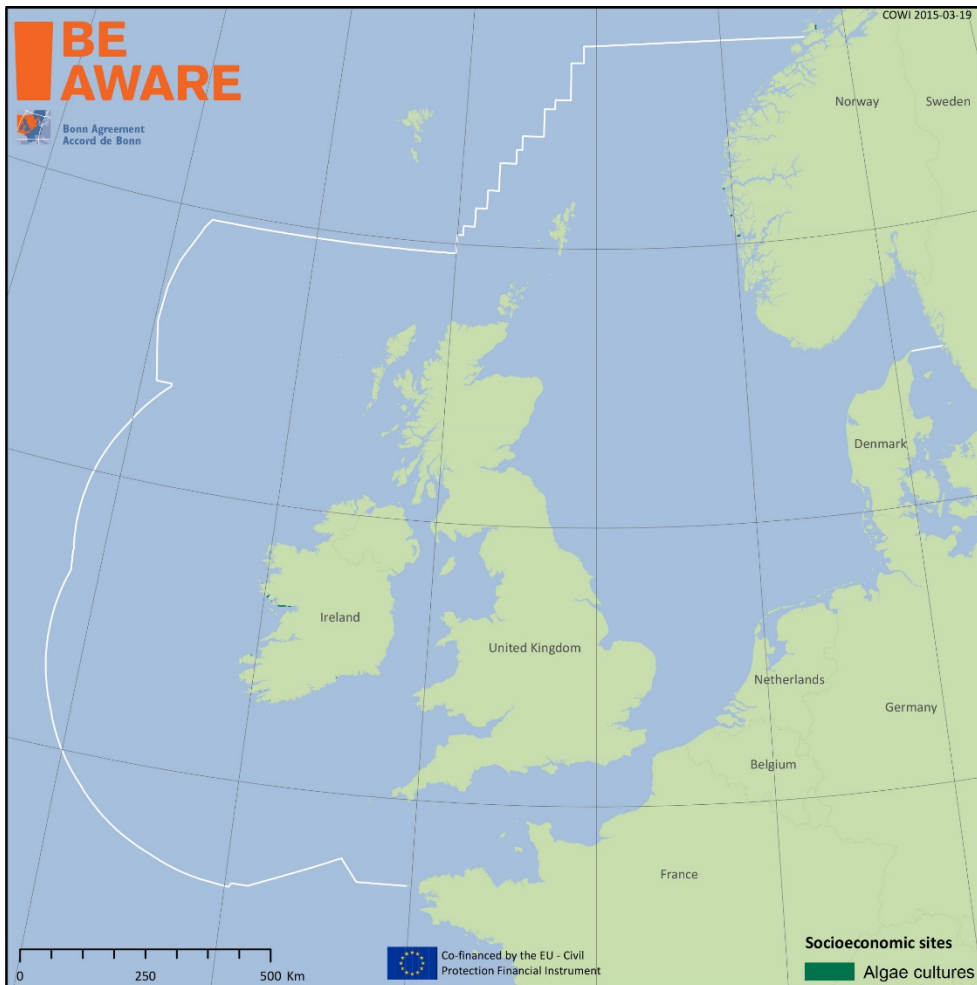 COWI 2015-03-19
BE
AWARE
Bonn Agreement
Accord de Bonn
Norway
Sweden
Denmark
Ireland
United Kingdom
Netherlands
Germany
Belgium
France
0 250 500 Km
Co-financed by the EU - Civil
Protection Financial Instrument
Socioeconomic sites
Algae cultures